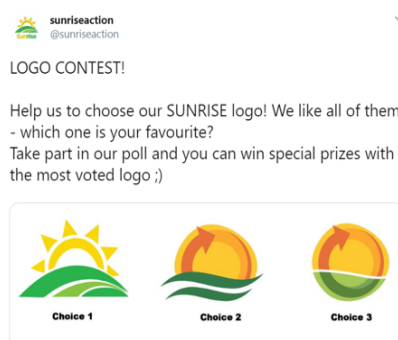 sunriseaction
@sunriseaction
Sunrise
LOGO CONTEST!
Help us to choose our SUNRISE logo! We like all of them
- which one is your favourite?
Take part in our poll and you can win special prizes with
the most voted logo ;)
Choice 1
Choice 2
Choice 3